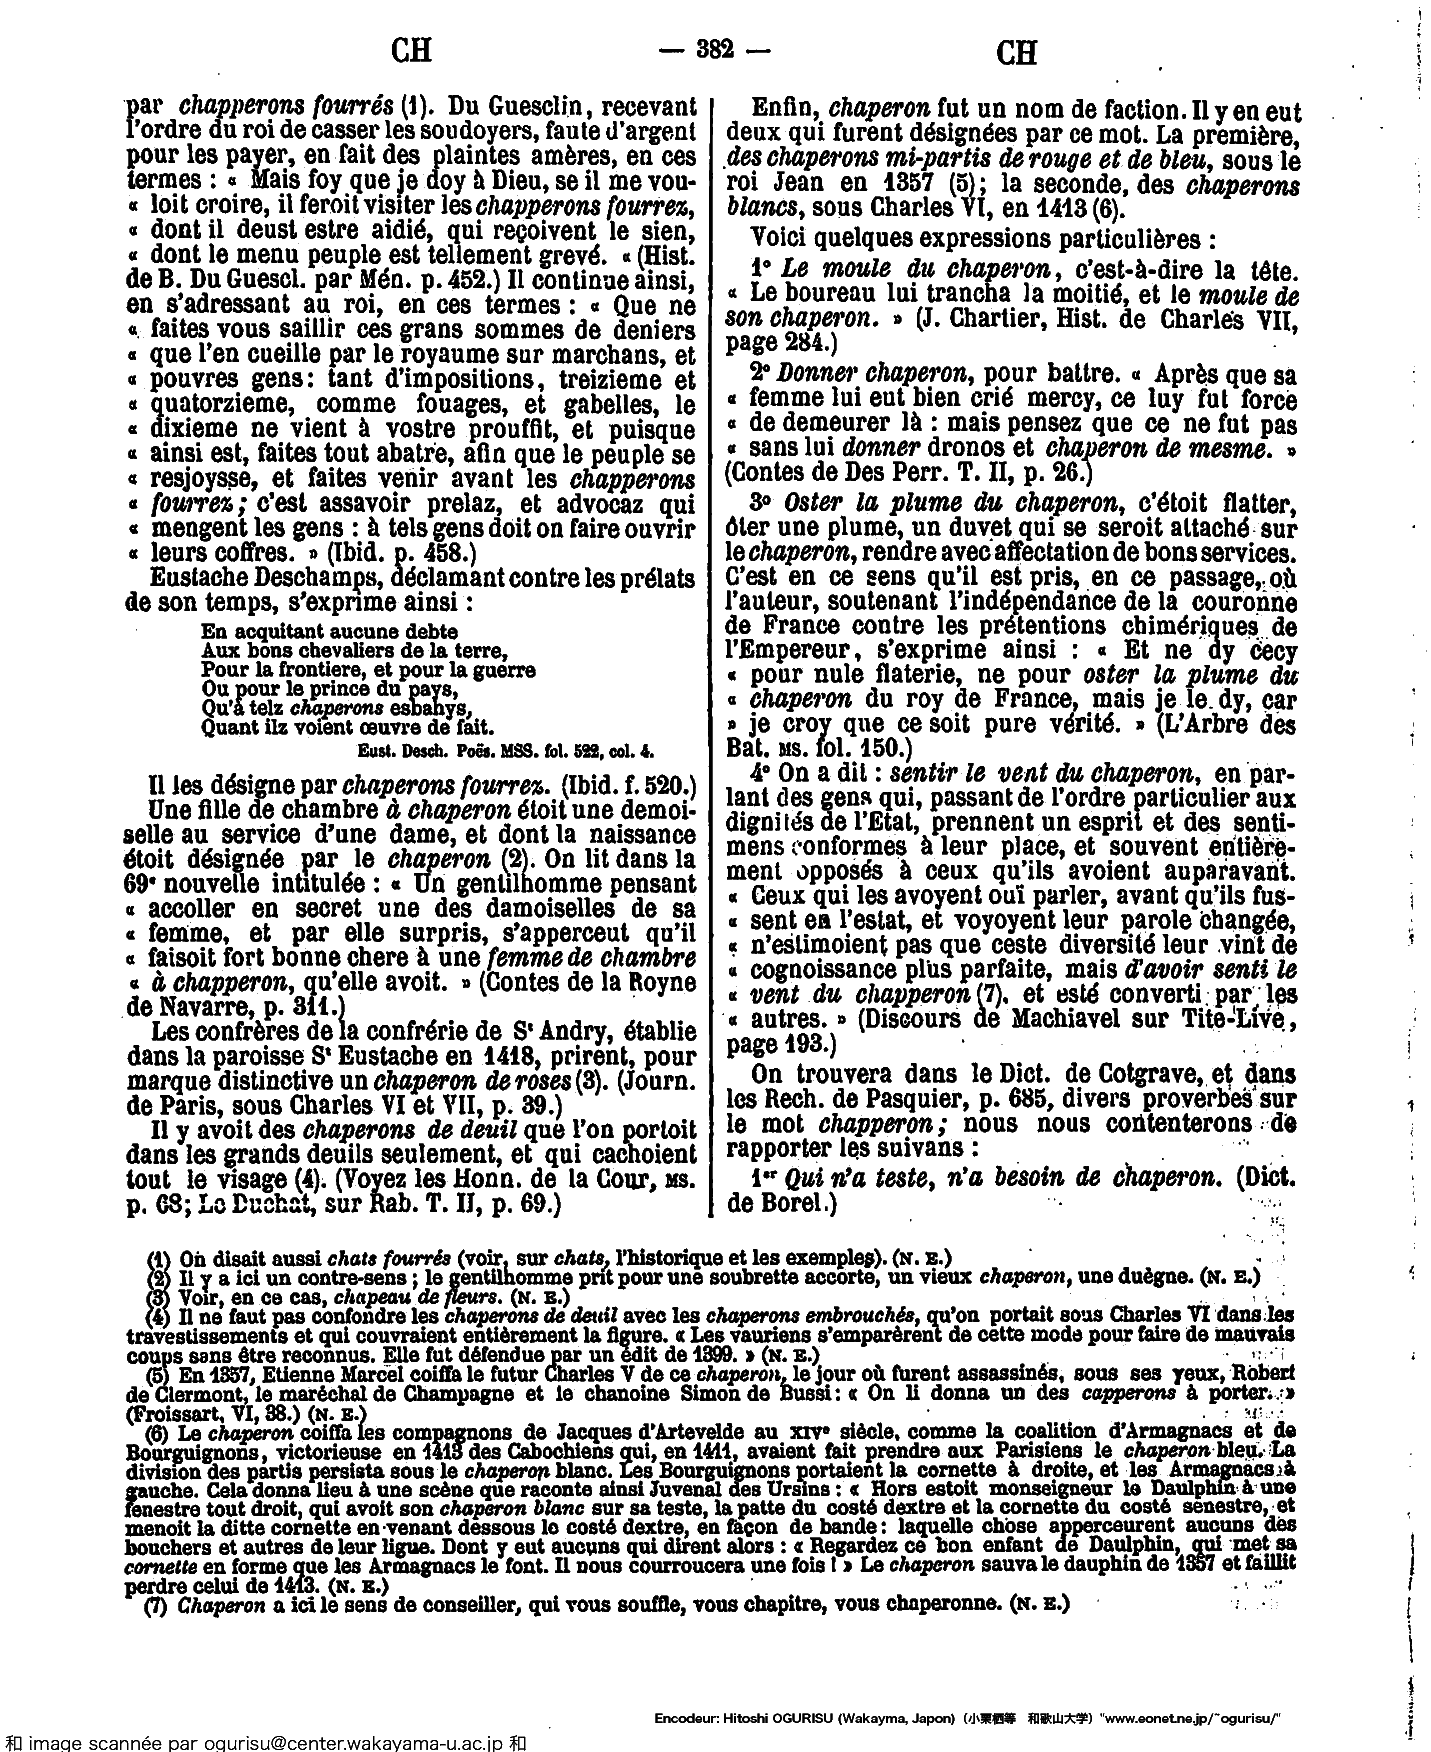 CH
— 382 —
CH
par chapperons fourrés (1). Du Guesclin, recevant
l'ordre du roi de casser les soudoyers, faute d'argent
pour les payer, en fait des plaintes amères, en ces
termes : « Mais foy que je doy à Dieu, se il me vou-
« loit croire, il feroit visiter les chapperons fourrez,
« dont il deust estre aidié, qui reçoivent le sien,
« dont le menu peuple est tellement grevé. « (Hist.
de B. Du Guescl. par Mén. p. 452.) Il continue ainsi,
en s'adressant au roi, en ces termes : « Que ne
« faites vous saillir ces grans sommes de deniers
« que l'en cueille par le royaume sur marchans, et
« pouvres gens: tant d'impositions, treizieme et
« quatorzieme, comme fouages, et gabelles, le
« dixieme ne vient à vostre prouffit, et puisque
« ainsi est, faites tout abatre, afin que le peuple se
« resjoysse, et faites venir avant les chapperons
« fourrez; c'est assavoir prelaz, et advocaz qui
« mengent les gens : à tels gens doit on faire ouvrir
« leurs coffres. » (Ibid. p. 458.)
Eustache Deschamps, déclamant contre les prélats
de son temps, s'exprime ainsi :
En acquitant aucune debte
Aux bons chevaliers de la terre,
Pour la frontiere, et pour la guerre
Ou pour le prince du pays,
Qu'à telz chaperons esbahys,
Quant ilz voient œuvre de fait.
Eust. Desch. Poës. MSS. fol. 522, col. 4.
Il les désigne par chaperons fourrez. (Ibid. f. 520.)
Une fille de chambre à chaperon étoit une demoi-
selle au service d'une dame, et dont la naissance
étoit désignée par le chaperon (2). On lit dans la
69e nouvelle intitulée : « Un gentilhomme pensant
« accoller en secret une des damoiselles de sa
« femme, et par elle surpris, s'apperceut qu'il
« faisoit fort bonne chere à une femme de chambre
« à chapperon, qu'elle avoit. » (Contes de la Royne
de Navarre, p. 311.)
Les confrères de la confrérie de St Andry, établie
dans la paroisse St Eustache en 1418, prirent, pour
marque distinctive un chaperon de roses (3). (Journ.
de Paris, sous Charles VI et VII, p. 39.)
Il y avoit des chaperons de deuil que l'on portoit
dans les grands deuils seulement, et qui cachoient
tout le visage (4). (Voyez les Honn. de la Cour, MS.
p. 68; Le Duchat, sur Rab. T. II, p. 69.)
Enfin, chaperon fut un nom de faction. Il y en eut
deux qui furent désignées par ce mot. La première,
des chaperons mi-partis de rouge et de bleu, sous le
roi Jean en 1357 (5); la seconde, des chaperons
blancs, sous Charles VI, en 1413 (6).
Voici quelques expressions particulières :
1° Le moule du chaperon, c'est-à-dire la tête.
« Le boureau lui trancha la moitié, et le moule de
son chaperon. » (J. Chartier, Hist. de Charles VII,
page 284.)
2° Donner chaperon, pour battre. « Après que sa
« femme lui eut bien crié mercy, ce luy fut force
« de demeurer là : mais pensez que ce ne fut pas
« sans lui donner dronos et chaperon de mesme. »
(Contes de Des Perr. T. II, p. 26.)
3° Oster la plume du chaperon, c'étoit flatter,
ôter une plume, un duvet qui se seroit attaché sur
le chaperon, rendre avec affectation de bons services.
C'est en ce sens qu'il est pris, en ce passage, où
l'auteur, soutenant l'indépendance de la couronne
de France contre les prétentions chimériques de
l'Empereur, s'exprime ainsi : « Et ne dy cecy
« pour nule flaterie, ne pour oster la plume du
« chaperon du roy de France, mais je le dy, car
» je croy que ce soit pure vérité. » (L'Arbre des
Bat. MS. fol. 150.)
4° On a dit : sentir le vent du chaperon, en par-
lant des gens qui, passant de l'ordre particulier aux
dignités de l'Etat, prennent un esprit et des senti-
mens conformes à leur place, et souvent entière-
ment opposés à ceux qu'ils avoient auparavant.
« Ceux qui les avoyent ouï parler, avant qu'ils fus-
« sent en l'estat, et voyoyent leur parole changée,
« n'estimoient pas que ceste diversité leur vint de
« cognoissance plus parfaite, mais d'avoir senti le
« vent du chapperon (7). et esté converti par les
« autres. » (Discours de Machiavel sur Tite-Live,
page 193.)
On trouvera dans le Dict. de Cotgrave, et dans
les Rech. de Pasquier, p. 685, divers proverbes sur
le mot chapperon; nous nous contenterons de
rapporter les suivans :
1er Qui n'a teste, n'a besoin de chaperon. (Dict.
de Borel.)
(1) On disait aussi chats fourrés (voir, sur chats, l'historique et les exemples). (N. E.)
(2) Il y a ici un contre-sens ; le gentilhomme prit pour une soubrette accorte, un vieux chaperon, une duègne. (N. E.)
(3) Voir, en ce cas, chapeau de fleurs. (N. E.)
(4) Il ne faut pas confondre les chaperons de deuil avec les chaperons embrouchés, qu'on portait sous Charles VI dans les
travestissements et qui couvraient entièrement la figure. « Les vauriens s'emparèrent de cette mode pour faire de mauvais
coups sans être reconnus. Elle fut défendue par un édit de 1399. » (N. E.)
(5) En 1357, Etienne Marcel coiffa le futur Charles V de ce chaperon, le jour où furent assassinés, sous ses yeux, Robert
de Clermont, le maréchal de Champagne et le chanoine Simon de Bussi : « On li donna un des capperons à porter. »
(Froissart, VI, 38.) (N. E.)
(6) Le chaperon coiffa les compagnons de Jacques d'Artevelde au XIVe siècle, comme la coalition d'Armagnacs et de
Bourguignons, victorieuse en 1413 des Cabochiens qui, en 1411, avaient fait prendre aux Parisiens le chaperon bleu. La
division des partis persista sous le chaperon blanc. Les Bourguignons portaient la cornette à droite, et les Armagnacs à
gauche. Cela donna lieu à une scène que raconte ainsi Juvenal des Ursins : « Hors estoit monseigneur le Daulphin à une
fenestre tout droit, qui avoit son chaperon blanc sur sa teste, la patte du costé dextre et la cornette du costé senestre, et
menoit la ditte cornette en venant dessous le costé dextre, en façon de bande : laquelle chose apperceurent aucuns des
bouchers et autres de leur ligue. Dont y eut aucuns qui dirent alors : « Regardez ce bon enfant de Daulphin, qui met sa
cornette en forme que les Armagnacs le font. Il nous courroucera une fois ! » Le chaperon sauva le dauphin de 1357 et faillit
perdre celui de 1413. (N. E.)
(7) Chaperon a ici le sens de conseiller, qui vous souffle, vous chapitre, vous chaperonne. (N. E.)
Encodeur: Hitoshi OGURISU (Wakayma, Japon) (小栗栖等 和歌山大学) "www.eonet.ne.jp/~ogurisu/"
和 image scannée par ogurisu@center.wakayama-u.ac.jp 和